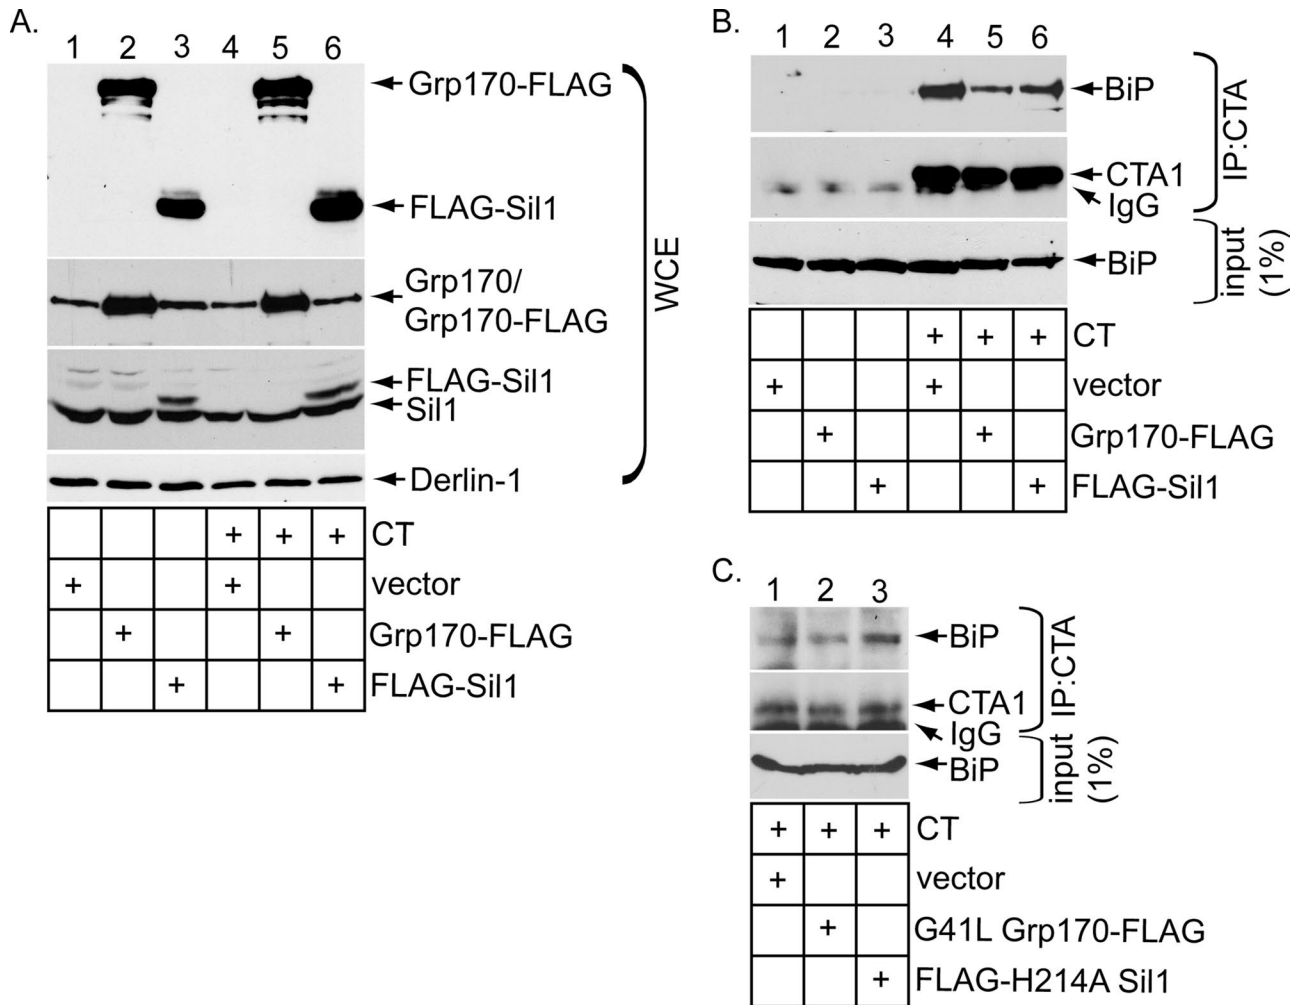 A.
1 2 3 4 5 6
Grp170-FLAG
FLAG-Sil1
Grp170/
Grp170-FLAG
FLAG-Sil1
Sil1
Derlin-1
WCE
+ + + CT
+ + vector
+ + Grp170-FLAG
+ + FLAG-Sil1
B.
1 2 3 4 5 6
BiP
CTA1
IgG
IP:CTA
BiP
input
(1%)
+ + + CT
+ + vector
+ + Grp170-FLAG
+ + FLAG-Sil1
C.
1 2 3
BiP
CTA1
IgG
IP:CTA
BiP
input
(1%)
+ + + CT
+ vector
+ G41L Grp170-FLAG
+ FLAG-H214A Sil1